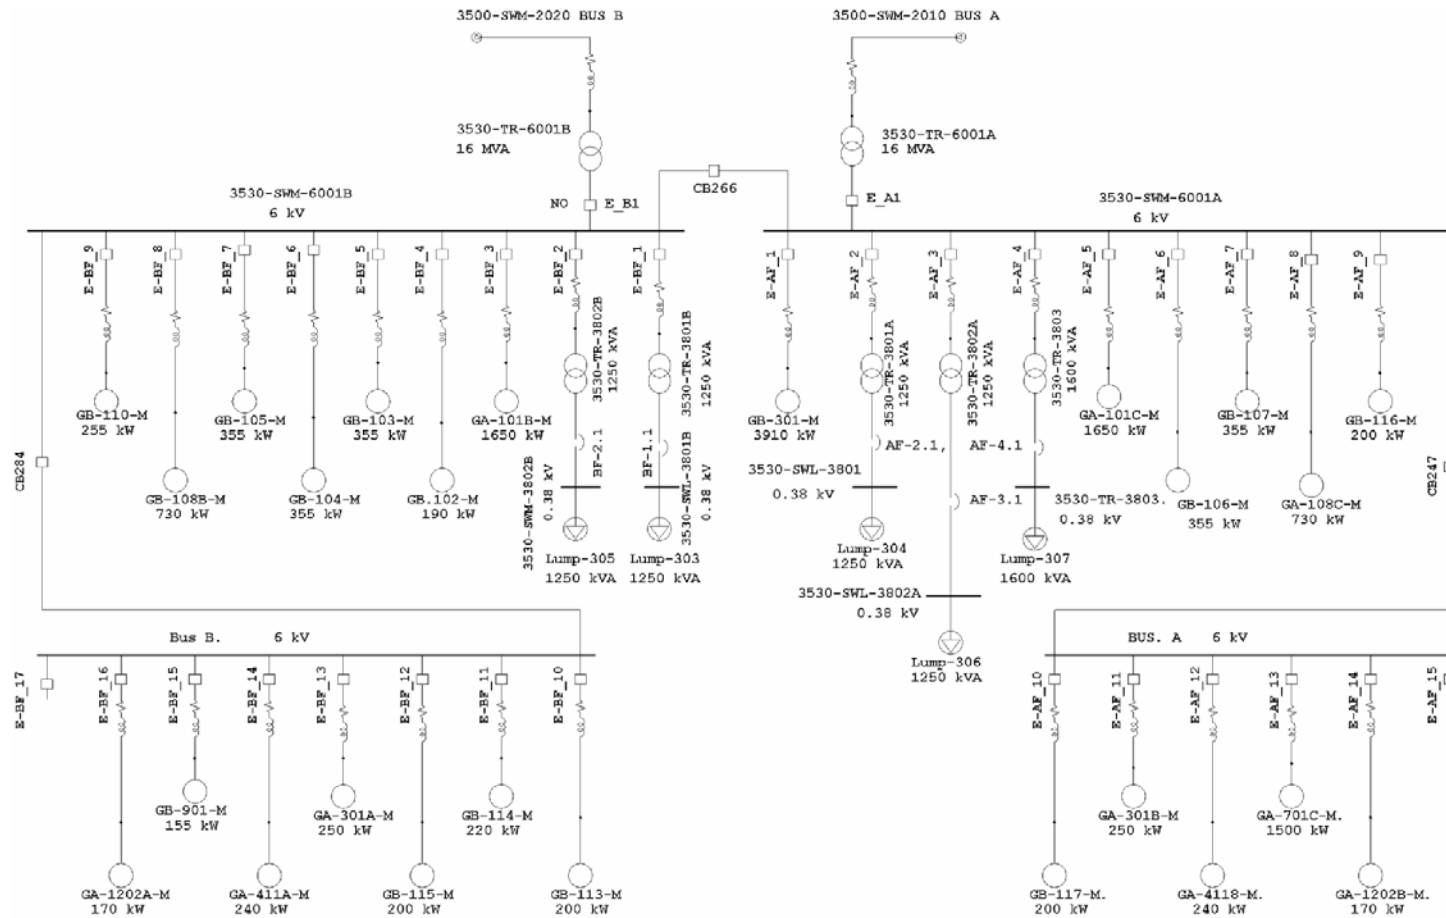 3500-SWM-2020 BUS B
3500-SWM-2010 BUS A
3530-TR-6001B
16 MVA
3530-TR-6001A
16 MVA
CB266
3530-SWM-6001B
6 kV
NO
E_B1
E_A1
3530-SWM-6001A
6 kV
E-BF_9
E-BF_8
E-BF_7
E-BF_6
E-BF_5
E-BF_4
E-BF_3
E-BF_2
E-BF_1
E-AF_1
E-AF_2
E-AF_3
E-AF_4
E-AF_5
E-AF_6
E-AF_7
E-AF_8
E-AF_9
3530-TR-3802B
1250 kVA
3530-TR-3801B
1250 kVA
3530-TR-3801A
1250 kVA
3530-TR-3802A
1250 kVA
3530-TR-3803
1600 kVA
GB-110-M
255 kW
GB-105-M
355 kW
GB-103-M
355 kW
GA-101B-M
1650 kW
GB-301-M
3910 kW
GA-101C-M
1650 kW
GB-107-M
355 kW
GB-116-M
200 kW
CB284
GB-108B-M
730 kW
GB-104-M
355 kW
GB.102-M
190 kW
3530-SWM-3802B
0.38 kV
BF-2.1
BF-1.1
3530-SWL-3801B
0.38 kV
AF-2.1,
AF-4.1
3530-SWL-3801
0.38 kV
AF-3.1
3530-TR-3803.
0.38 kV
GB-106-M
355 kW
GA-108C-M
730 kW
CB247
Lump-305
1250 kVA
Lump-303
1250 kVA
Lump-304
1250 kVA
Lump-307
1600 kVA
3530-SWL-3802A
0.38 kV
Lump-306
1250 kVA
Bus B. 6 kV
BUS. A 6 kV
E-BF_17
E-BF_16
E-BF_15
E-BF_14
E-BF_13
E-BF_12
E-BF_11
E-BF_10
E-AF_10
E-AF_11
E-AF_12
E-AF_13
E-AF_14
E-AF_15
GB-901-M
155 kW
GA-301A-M
250 kW
GB-114-M
220 kW
GA-301B-M
250 kW
GA-701C-M.
1500 kW
GA-1202A-M
170 kW
GA-411A-M
240 kW
GB-115-M
200 kW
GB-113-M
200 kW
GB-117-M.
200 kW
GA-4118-M.
240 kW
GA-1202B-M.
170 kW